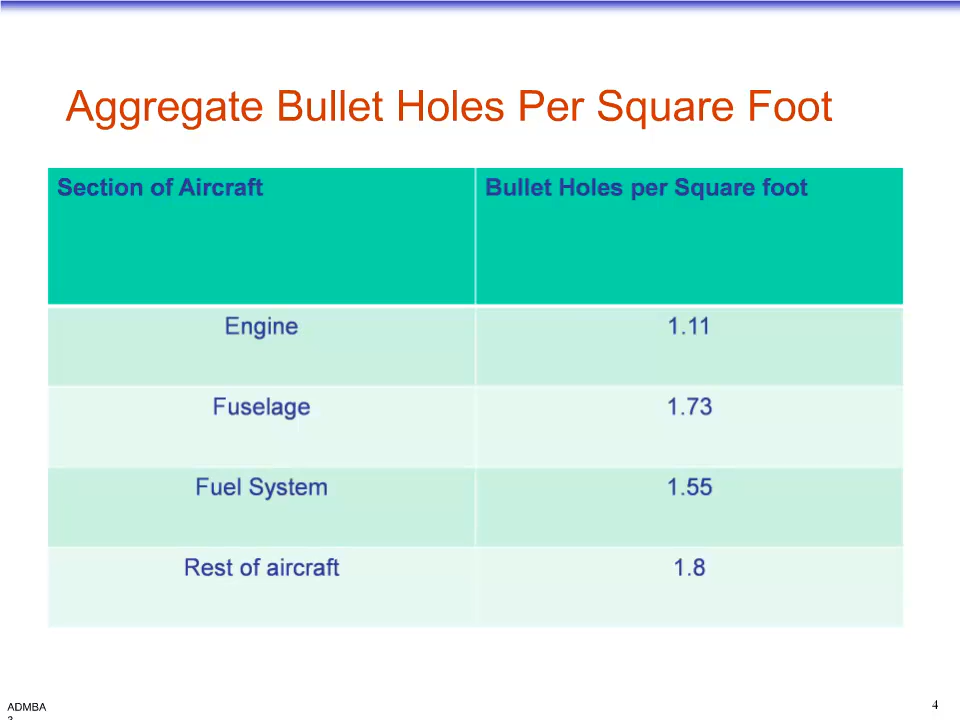 Aggregate Bullet Holes Per Square Foot
Section of Aircraft
Bullet Holes per Square foot
Engine
1.11
Fuselage
1.73
Fuel System
1.55
Rest of aircraft
1.8
ADMBA
4